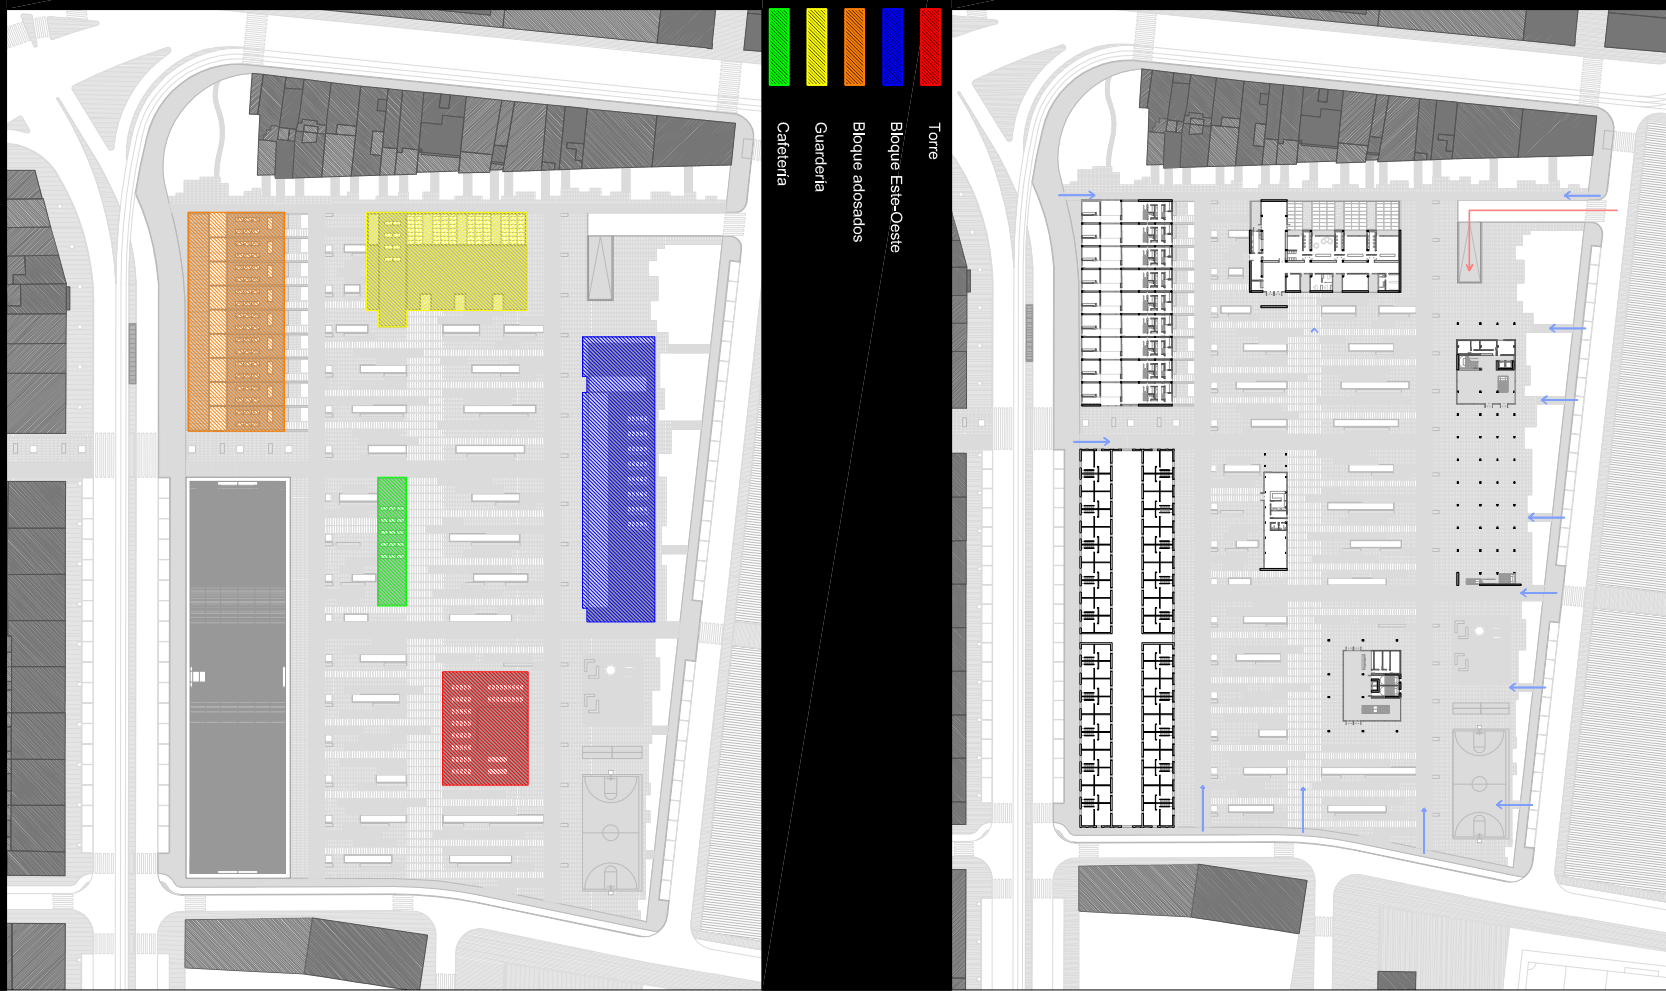 Torre
Bloque Este-Oeste
Bloque adosados
Guardería
Cafetería